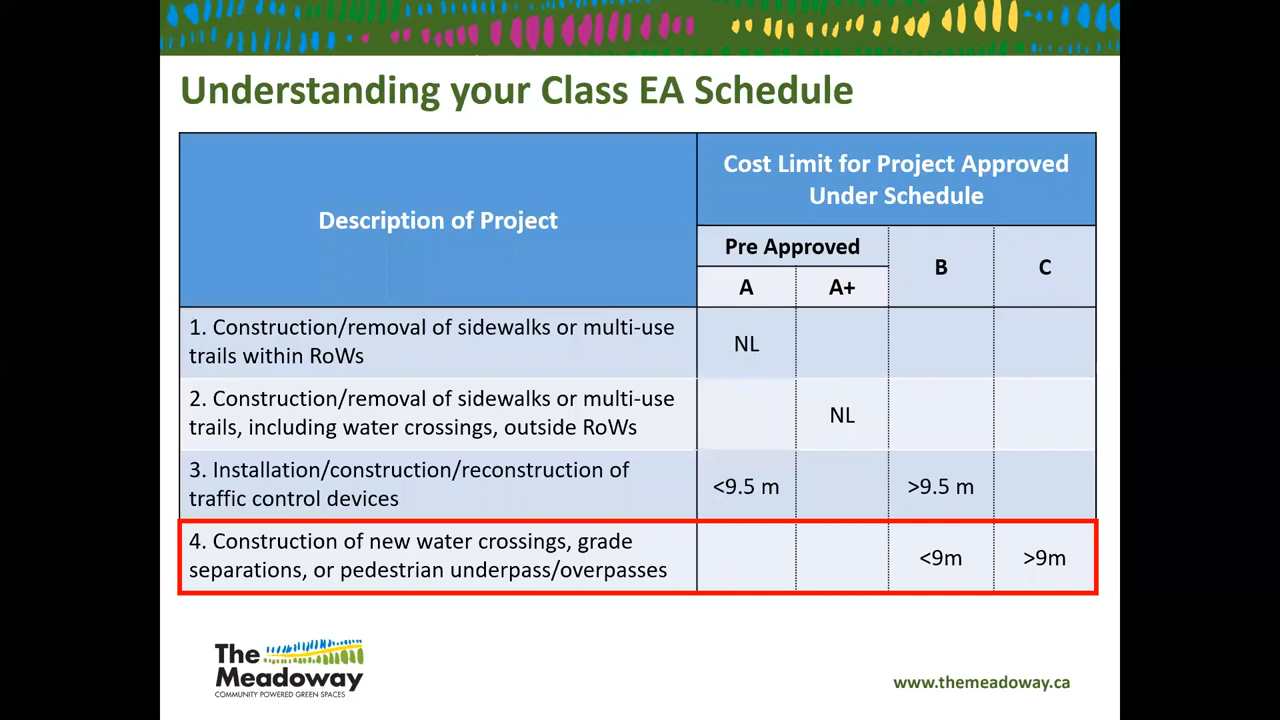 Understanding your Class EA Schedule
Description of Project
Cost Limit for Project Approved
Under Schedule
Pre Approved
B
C
A
A+
1. Construction/removal of sidewalks or multi-use
trails within RoWs
NL
2. Construction/removal of sidewalks or multi-use
trails, including water crossings, outside RoWs
NL
3. Installation/construction/reconstruction of
traffic control devices
<9.5 m
>9.5 m
4. Construction of new water crossings, grade
separations, or pedestrian underpass/overpasses
<9m
>9m
The
Meadoway
COMMUNITY POWERED GREEN SPACES
www.themeadoway.ca